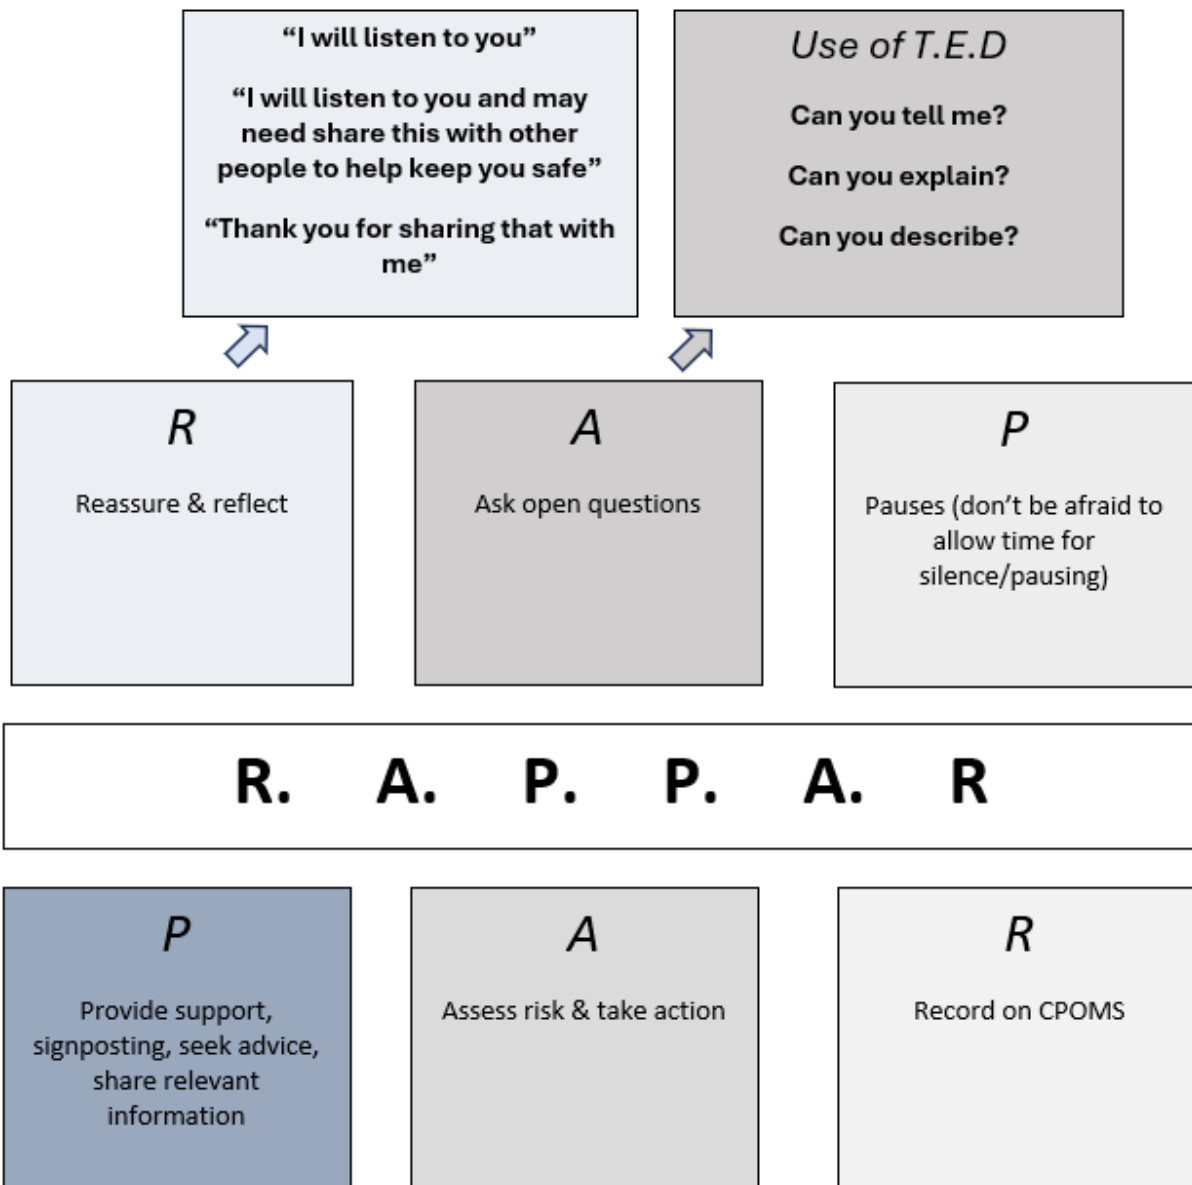 “I will listen to you”
“I will listen to you and may
need share this with other
people to help keep you safe”
“Thank you for sharing that with
me”
Use of T.E.D
Can you tell me?
Can you explain?
Can you describe?
R
Reassure & reflect
A
Ask open questions
P
Pauses (don’t be afraid to
allow time for
silence/pausing)
R. A. P. P. A. R
P
Provide support,
signposting, seek advice,
share relevant
information
A
Assess risk & take action
R
Record on CPOMS